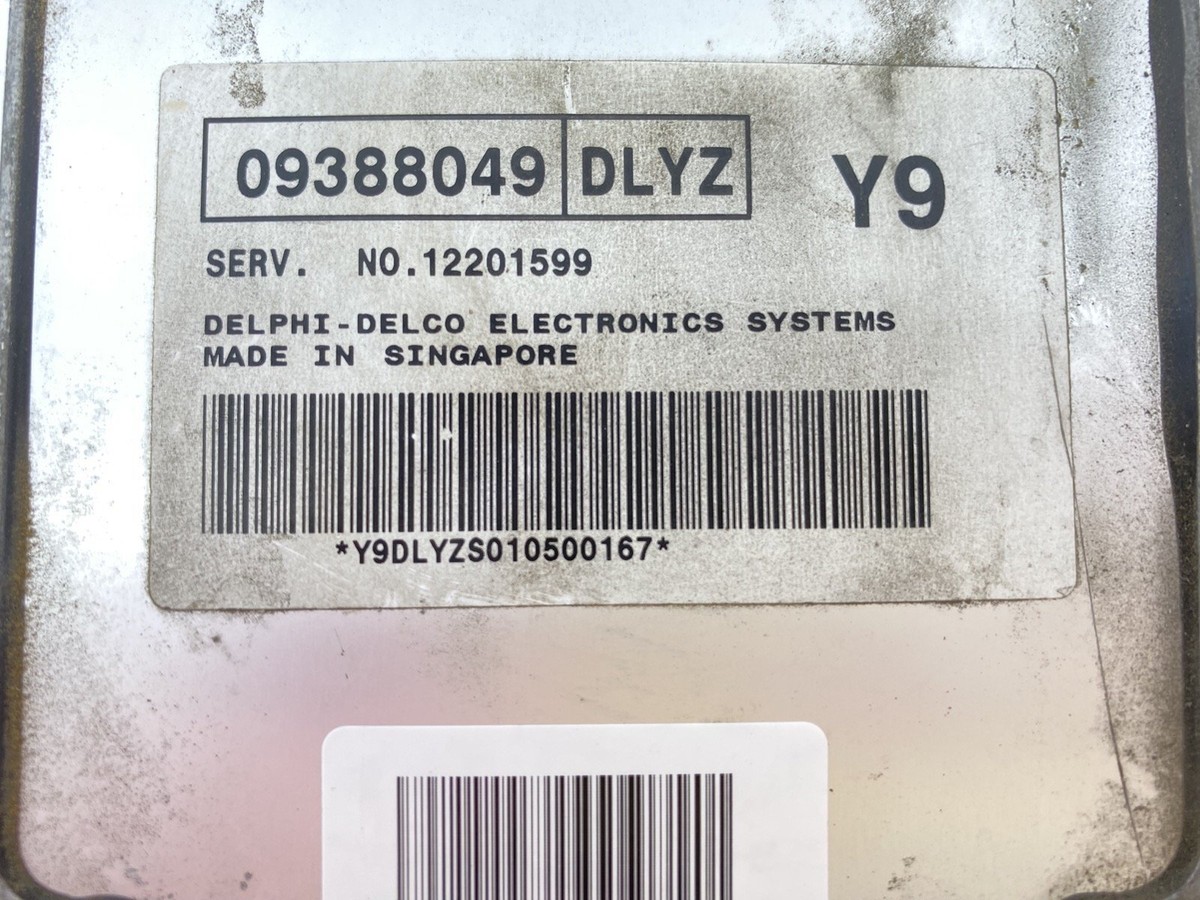 09388049 DLYZ Y9
SERV. NO.12201599
DELPHI-DELCO ELECTRONICS SYSTEMS
MADE IN SINGAPORE
*Y9DLYZS010500167*